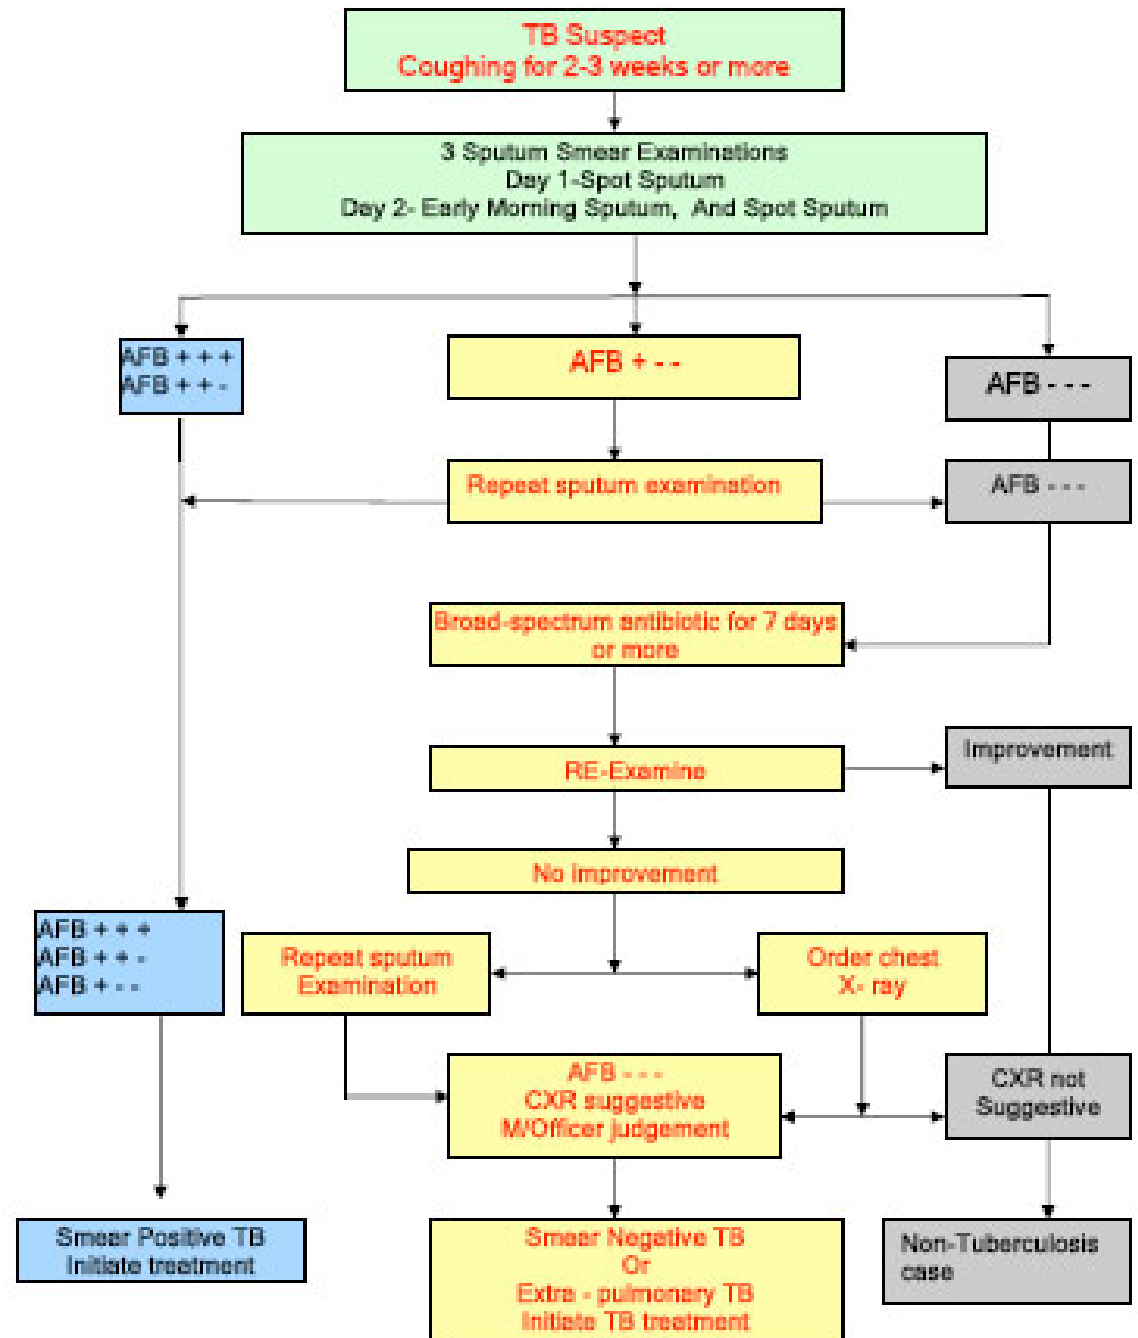 TB Suspect
Coughing for 2-3 weeks or more
3 Sputum Smear Examinations
Day 1-Spot Sputum
Day 2- Early Morning Sputum, And Spot Sputum
AFB + + +
AFB + + -
AFB + - -
AFB - - -
Repeat sputum examination
AFB - - -
Broad-spectrum antibiotic for 7 days
or more
RE-Examine
Improvement
No Improvement
AFB + + +
AFB + + -
AFB + - -
Repeat sputum
Examination
Order chest
X- ray
AFB - - -
CXR suggestive
M/Officer judgement
CXR not
Suggestive
Smear Positive TB
Initiate treatment
Smear Negative TB
Or
Extra - pulmonary TB
Initiate TB treatment
Non-Tuberculosis
case